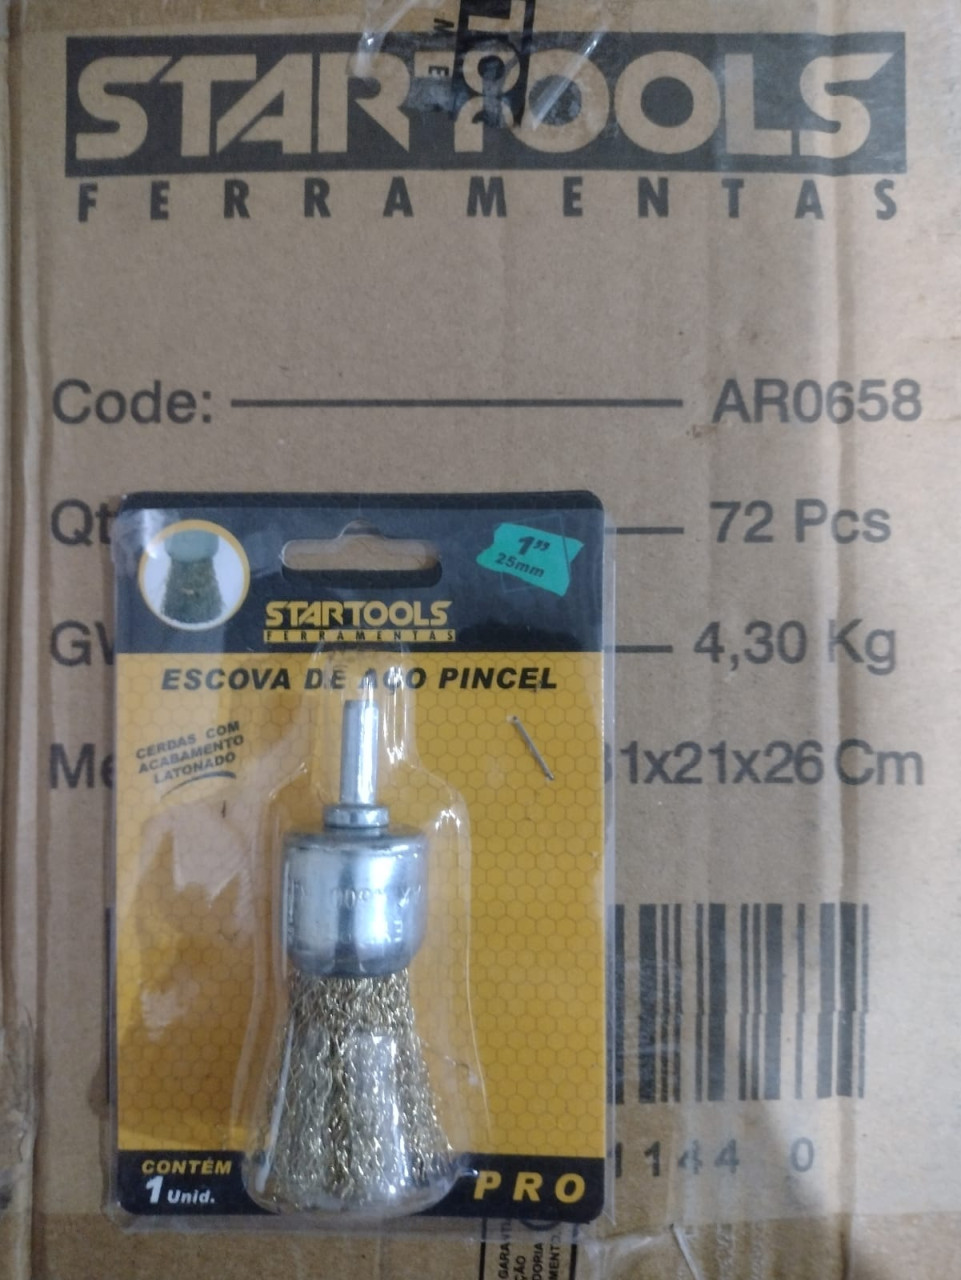 STARTOOLS
FERRAMENTAS
Code: AR0658
72 Pcs
4,30 Kg
1x21x26 Cm
1144 0
1”
25mm
STARTOOLS
FERRAMENTAS
ESCOVA DE AÇO PINCEL
CERDAS COM
ACABAMENTO
LATONADO
CONTÉM
1 Unid.
PRO